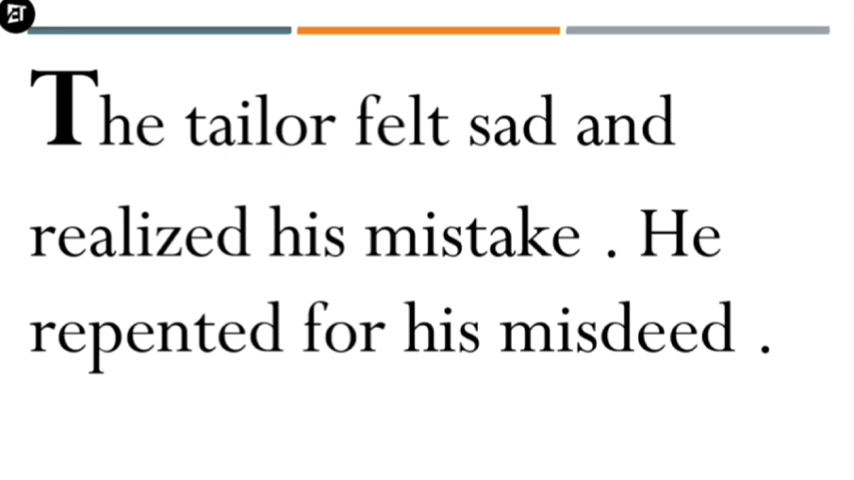 The tailor felt sad and
realized his mistake . He
repented for his misdeed .